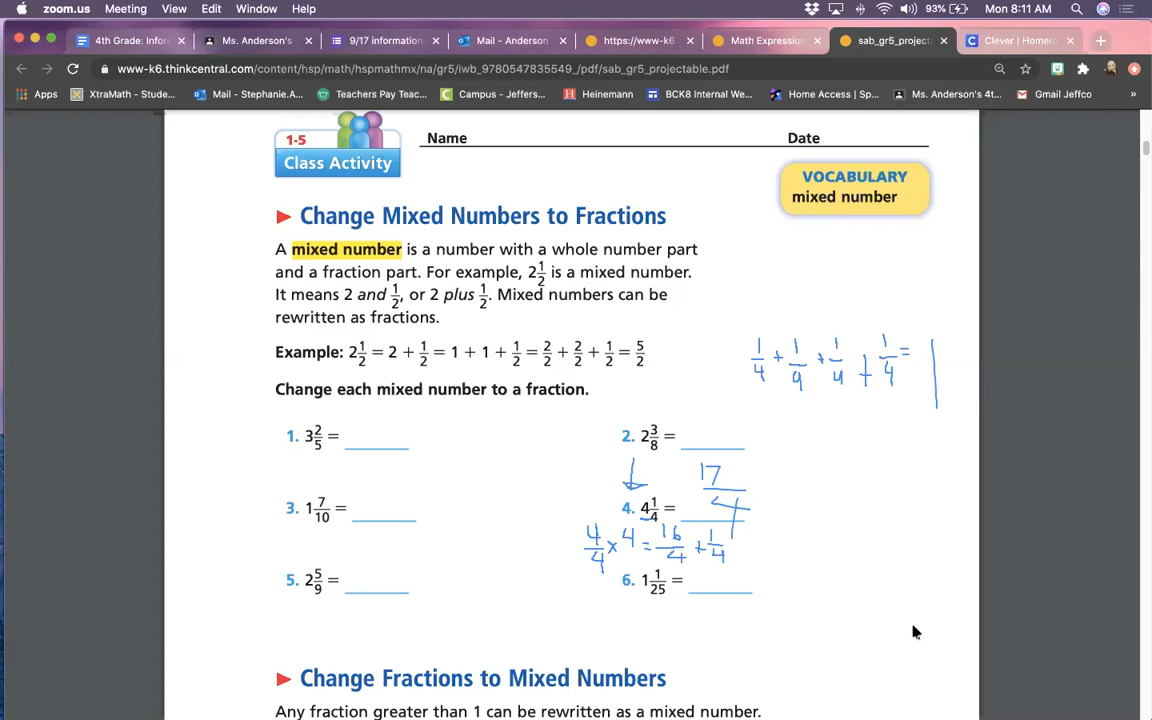 zoom.us Meeting View Edit Window Help 93% Mon 8:11 AM
4th Grade: Infor Ms. Anderson's 9/17 information Mail - Anderson https://www-k6 Math Expression sab_gr5_project Clever | Homero
www-k6.thinkcentral.com/content/hsp/math/hspmathmx/na/gr5/iwb_9780547835549_/pdf/sab_gr5_projectable.pdf
Apps XtraMath - Stude... Mail - Stephanie.A... Teachers Pay Teac... Campus - Jeffers... Heinemann BCK8 Internal We... Home Access | Sp... Ms. Anderson's 4t... Gmail Jeffco »
1-5 Name Date
Class Activity
VOCABULARY
mixed number
Change Mixed Numbers to Fractions
A mixed number is a number with a whole number part
and a fraction part. For example, 2 1/2 is a mixed number.
It means 2 and 1/2, or 2 plus 1/2. Mixed numbers can be
rewritten as fractions.
Example: 2 1/2 = 2 + 1/2 = 1 + 1 + 1/2 = 2/2 + 2/2 + 1/2 = 5/2
1/4 + 1/4 + 1/4 + 1/4 = 1
Change each mixed number to a fraction.
1. 3 2/5 =
2. 2 3/8 =
3. 1 7/10 =
4. 4 1/4 = 17/4
4/4 x 4 = 16/4 + 1/4
5. 2 5/9 =
6. 1 1/25 =
Change Fractions to Mixed Numbers
Any fraction greater than 1 can be rewritten as a mixed number.